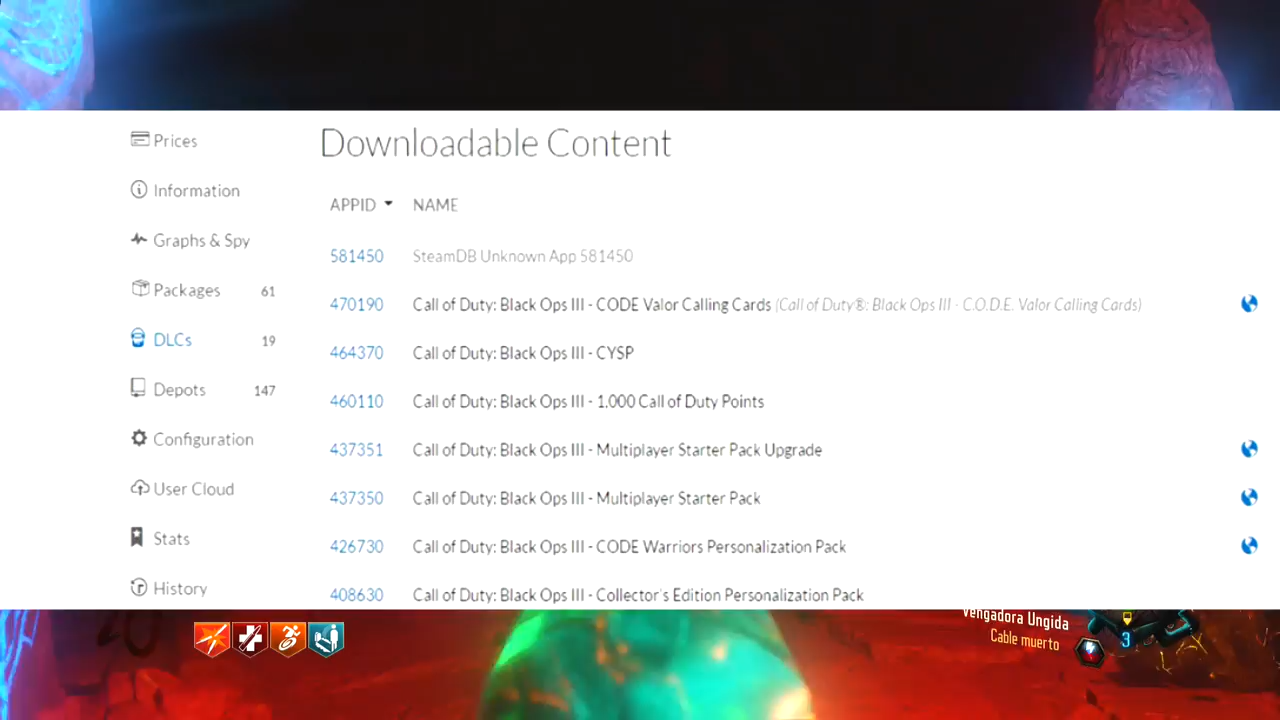 Prices
Information
Graphs & Spy
Packages 61
DLCs 19
Depots 147
Configuration
User Cloud
Stats
History
Downloadable Content
APPID NAME
581450 SteamDB Unknown App 581450
470190 Call of Duty: Black Ops III - CODE Valor Calling Cards (Call of Duty®: Black Ops III - C.O.D.E. Valor Calling Cards)
464370 Call of Duty: Black Ops III - CYSP
460110 Call of Duty: Black Ops III - 1,000 Call of Duty Points
437351 Call of Duty: Black Ops III - Multiplayer Starter Pack Upgrade
437350 Call of Duty: Black Ops III - Multiplayer Starter Pack
426730 Call of Duty: Black Ops III - CODE Warriors Personalization Pack
408630 Call of Duty: Black Ops III - Collector's Edition Personalization Pack
Vengadora Ungida
Cable muerto
3